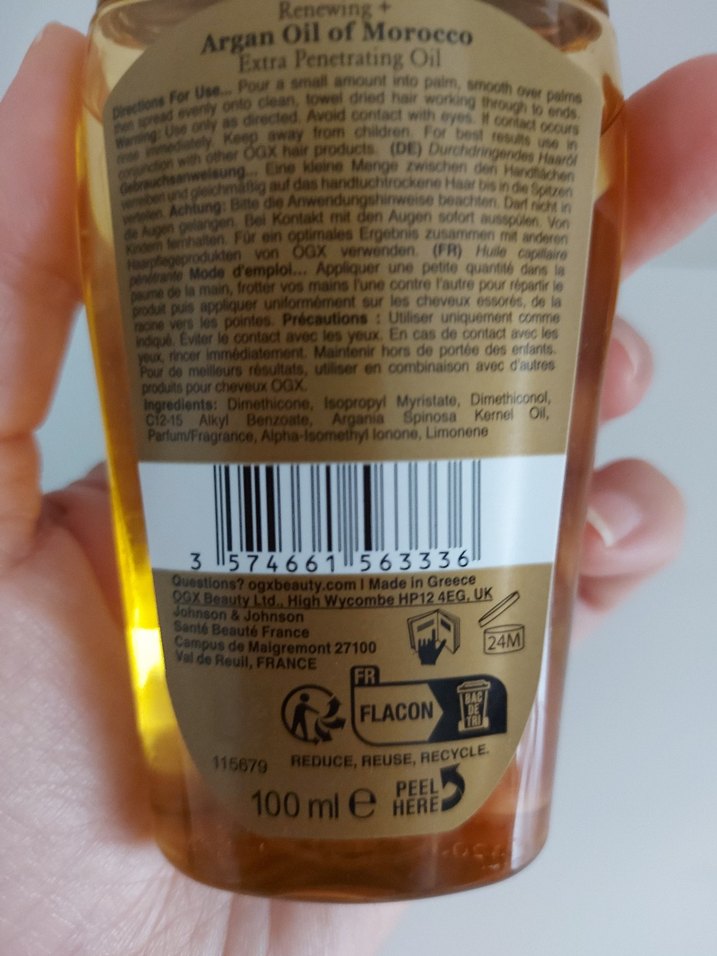 Renewing +
Argan Oil of Morocco
Extra Penetrating Oil
Directions For Use... Pour a small amount into palm, smooth over palms
then spread evenly onto clean, towel dried hair working through to ends.
Warning: Use only as directed. Avoid contact with eyes. If contact occurs
rinse immediately. Keep away from children. For best results use in
conjunction with other OGX hair products. (DE) Durchdringendes Haaröl
Gebrauchsanweisung... Eine kleine Menge zwischen den Handflächen
verreiben und gleichmäßig auf das handtuchtrockene Haar bis in die Spitzen
verteilen. Achtung: Bitte die Anwendungshinweise beachten. Darf nicht in
die Augen gelangen. Bei Kontakt mit den Augen sofort ausspülen. Von
Kindern fernhalten. Für ein optimales Ergebnis zusammen mit anderen
Haarpflegeprodukten von OGX verwenden. (FR) Huile capillaire
pénétrante Mode d'emploi... Appliquer une petite quantité dans la
paume de la main, frotter vos mains l'une contre l'autre pour répartir le
produit puis appliquer uniformément sur les cheveux essorés, de la
racine vers les pointes. Précautions : Utiliser uniquement comme
indiqué. Éviter le contact avec les yeux. En cas de contact avec les
yeux, rincer immédiatement. Maintenir hors de portée des enfants.
Pour de meilleurs résultats, utiliser en combinaison avec d'autres
produits pour cheveux OGX.
Ingredients: Dimethicone, Isopropyl Myristate, Dimethiconol,
C12-15 Alkyl Benzoate, Argania Spinosa Kernel Oil,
Parfum/Fragrance, Alpha-Isomethyl Ionone, Limonene
3 574661 563336
Questions? ogxbeauty.com | Made in Greece
OGX Beauty Ltd., High Wycombe HP12 4EG, UK
Johnson & Johnson
Santé Beauté France
Campus de Maigremont 27100
Val de Reuil, FRANCE
24M
FR
FLACON
BAC
DE
TRI
115679
REDUCE, REUSE, RECYCLE.
100 ml e
PEEL
HERE